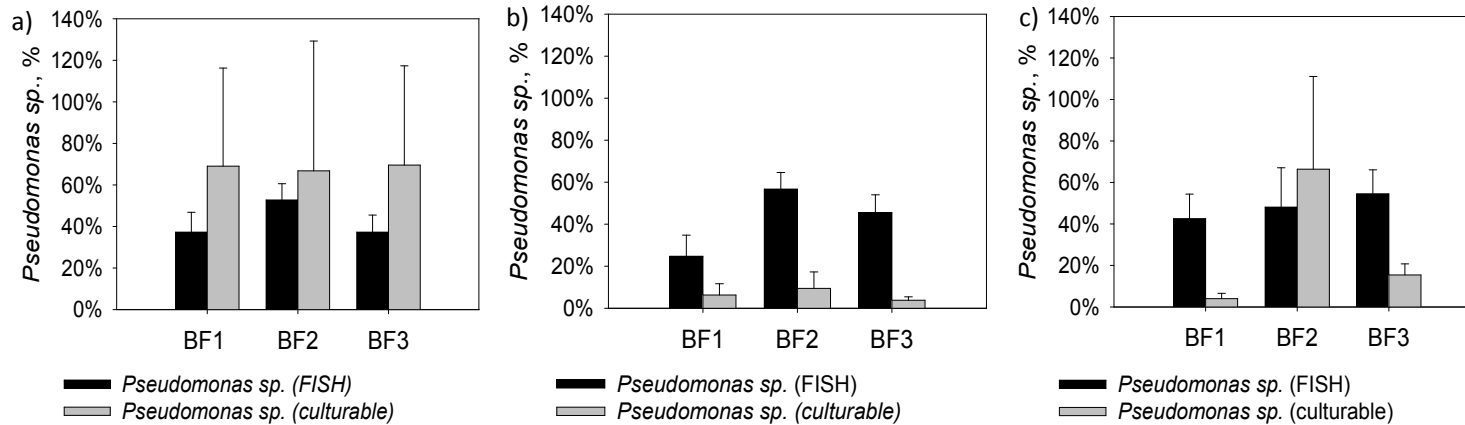 a)
Pseudomonas sp., %
140%
120%
100%
80%
60%
40%
20%
0%
BF1 BF2 BF3
Pseudomonas sp. (FISH)
Pseudomonas sp. (culturable)
b)
Pseudomonas sp., %
140%
120%
100%
80%
60%
40%
20%
0%
BF1 BF2 BF3
Pseudomonas sp. (FISH)
Pseudomonas sp. (culturable)
c)
Pseudomonas sp., %
140%
120%
100%
80%
60%
40%
20%
0%
BF1 BF2 BF3
Pseudomonas sp. (FISH)
Pseudomonas sp. (culturable)